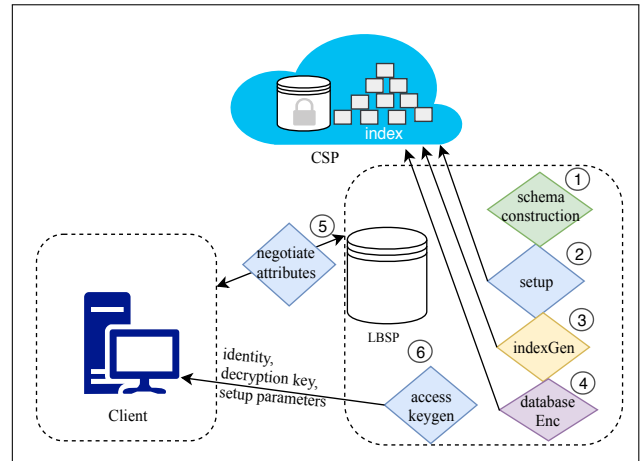 index
CSP
1
schema
construction
2
setup
3
indexGen
4
database
Enc
5
negotiate
attributes
LBSP
6
access
keygen
identity,
decryption key,
setup parameters
Client